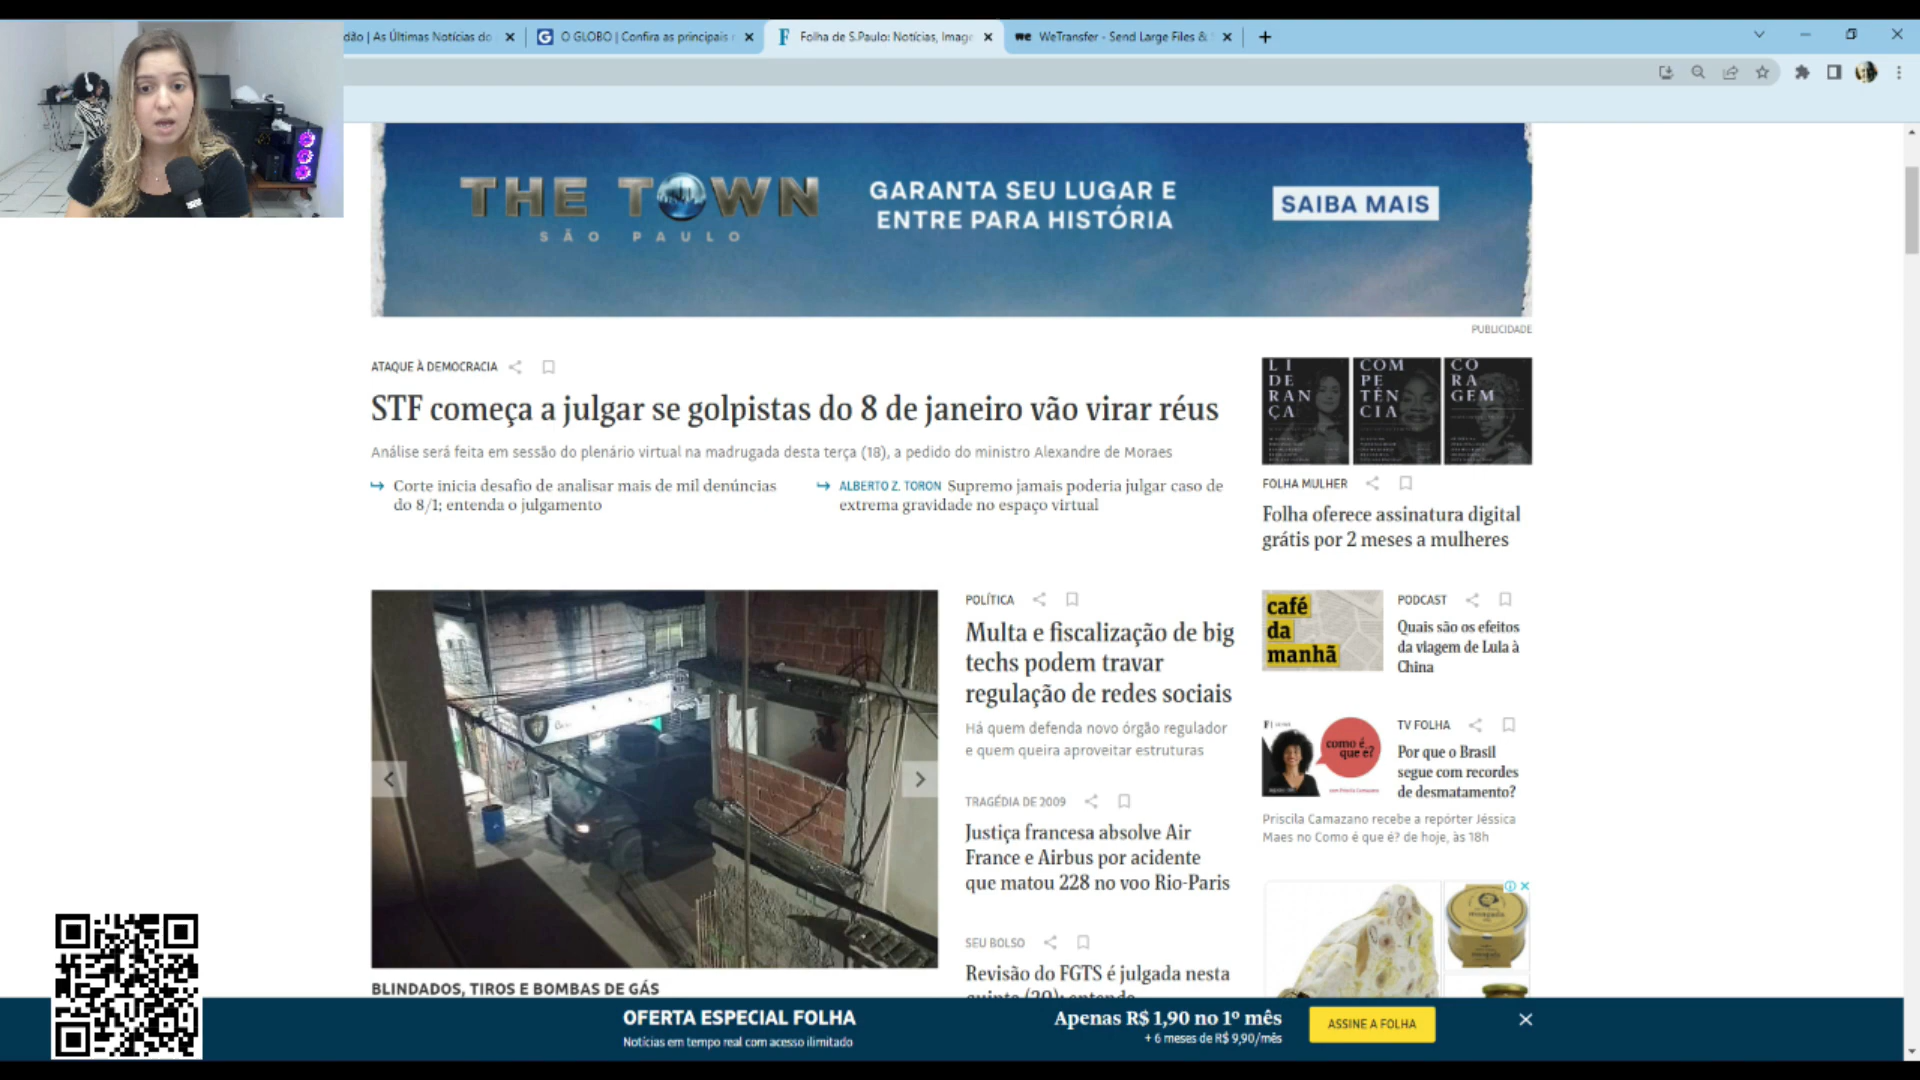 dão | As Últimas Notícias do
O GLOBO | Confira as principais
Folha de S.Paulo: Notícias, Image
WeTransfer - Send Large Files &
THE TOWN
SÃO PAULO
GARANTA SEU LUGAR E
ENTRE PARA HISTÓRIA
SAIBA MAIS
PUBLICIDADE
ATAQUE À DEMOCRACIA
STF começa a julgar se golpistas do 8 de janeiro vão virar réus
Análise será feita em sessão do plenário virtual na madrugada desta terça (18), a pedido do ministro Alexandre de Moraes
Corte inicia desafio de analisar mais de mil denúncias
do 8/1; entenda o julgamento
ALBERTO Z. TORON Supremo jamais poderia julgar caso de
extrema gravidade no espaço virtual
LI
DE
RAN
ÇA
COM
PE
TÊN
CIA
CO
RA
GEM
FOLHA MULHER
Folha oferece assinatura digital
grátis por 2 meses a mulheres
BLINDADOS, TIROS E BOMBAS DE GÁS
POLÍTICA
Multa e fiscalização de big
techs podem travar
regulação de redes sociais
Há quem defenda novo órgão regulador
e quem queira aproveitar estruturas
TRAGÉDIA DE 2009
Justiça francesa absolve Air
France e Airbus por acidente
que matou 228 no voo Rio-Paris
SEU BOLSO
Revisão do FGTS é julgada nesta
quinta (20); entenda
café
da
manhã
PODCAST
Quais são os efeitos
da viagem de Lula à
China
como é
que é?
TV FOLHA
Por que o Brasil
segue com recordes
de desmatamento?
Priscila Camazano recebe a repórter Jéssica
Maes no Como é que é? de hoje, às 18h
OFERTA ESPECIAL FOLHA
Notícias em tempo real com acesso ilimitado
Apenas R$ 1,90 no 1º mês
+ 6 meses de R$ 9,90/mês
ASSINE A FOLHA